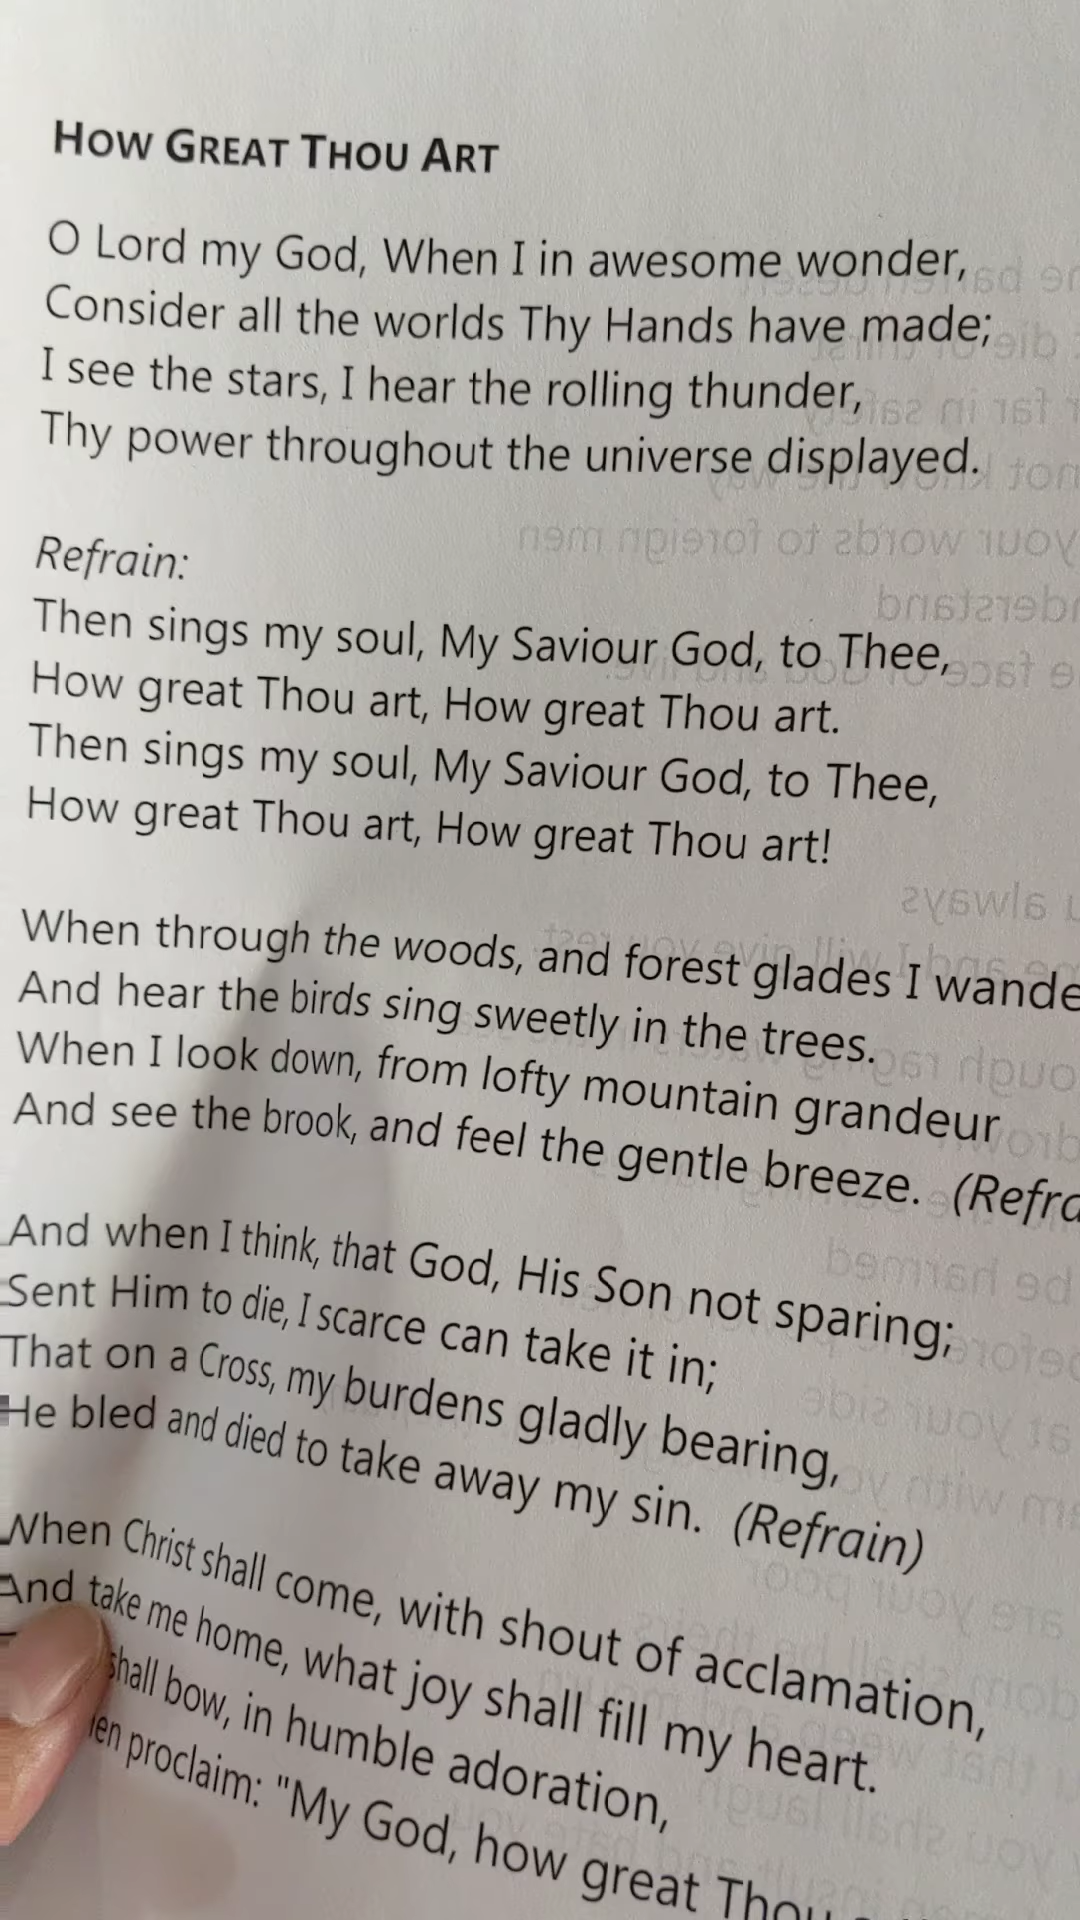 HOW GREAT THOU ART
O Lord my God, When I in awesome wonder,
Consider all the worlds Thy Hands have made;
I see the stars, I hear the rolling thunder,
Thy power throughout the universe displayed.
Refrain:
Then sings my soul, My Saviour God, to Thee,
How great Thou art, How great Thou art.
Then sings my soul, My Saviour God, to Thee,
How great Thou art, How great Thou art!
When through the woods, and forest glades I wande
And hear the birds sing sweetly in the trees.
When I look down, from lofty mountain grandeur
And see the brook, and feel the gentle breeze. (Refra
And when I think, that God, His Son not sparing;
Sent Him to die, I scarce can take it in;
That on a Cross, my burdens gladly bearing,
He bled and died to take away my sin. (Refrain)
When Christ shall come, with shout of acclamation,
And take me home, what joy shall fill my heart.
shall bow, in humble adoration,
proclaim: "My God, how great Thou